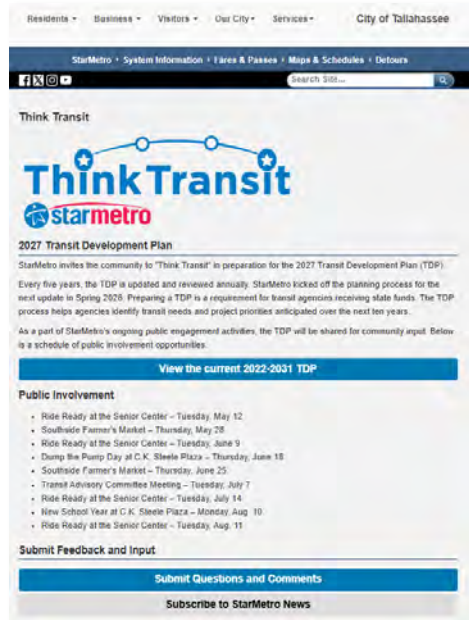 Residents Business Visitors Our City Services City of Tallahassee
StarMetro • System Information • Fares & Passes • Maps & Schedules • Detours
Search Site...
Think Transit
Think Transit
starmetro
2027 Transit Development Plan
StarMetro invites the community to "Think Transit" in preparation for the 2027 Transit Development Plan (TDP).
Every five years, the TDP is updated and reviewed annually. StarMetro kicked off the planning process for the
next update in Spring 2026. Preparing a TDP is a requirement for transit agencies receiving state funds. The TDP
process helps agencies identify transit needs and project priorities anticipated over the next ten years.
As a part of StarMetro's ongoing public engagement activities, the TDP will be shared for community input. Below
is a schedule of public involvement opportunities.
View the current 2022-2031 TDP
Public Involvement
• Ride Ready at the Senior Center – Tuesday, May 12
• Southside Farmer's Market – Thursday, May 28
• Ride Ready at the Senior Center – Tuesday, June 9
• Dump the Pump Day at C.K. Steele Plaza – Thursday, June 18
• Southside Farmer's Market – Thursday, June 25
• Transit Advisory Committee Meeting – Tuesday, July 7
• Ride Ready at the Senior Center – Tuesday, July 14
• New School Year at C.K. Steele Plaza – Monday, Aug. 10
• Ride Ready at the Senior Center – Tuesday, Aug. 11
Submit Feedback and Input
Submit Questions and Comments
Subscribe to StarMetro News